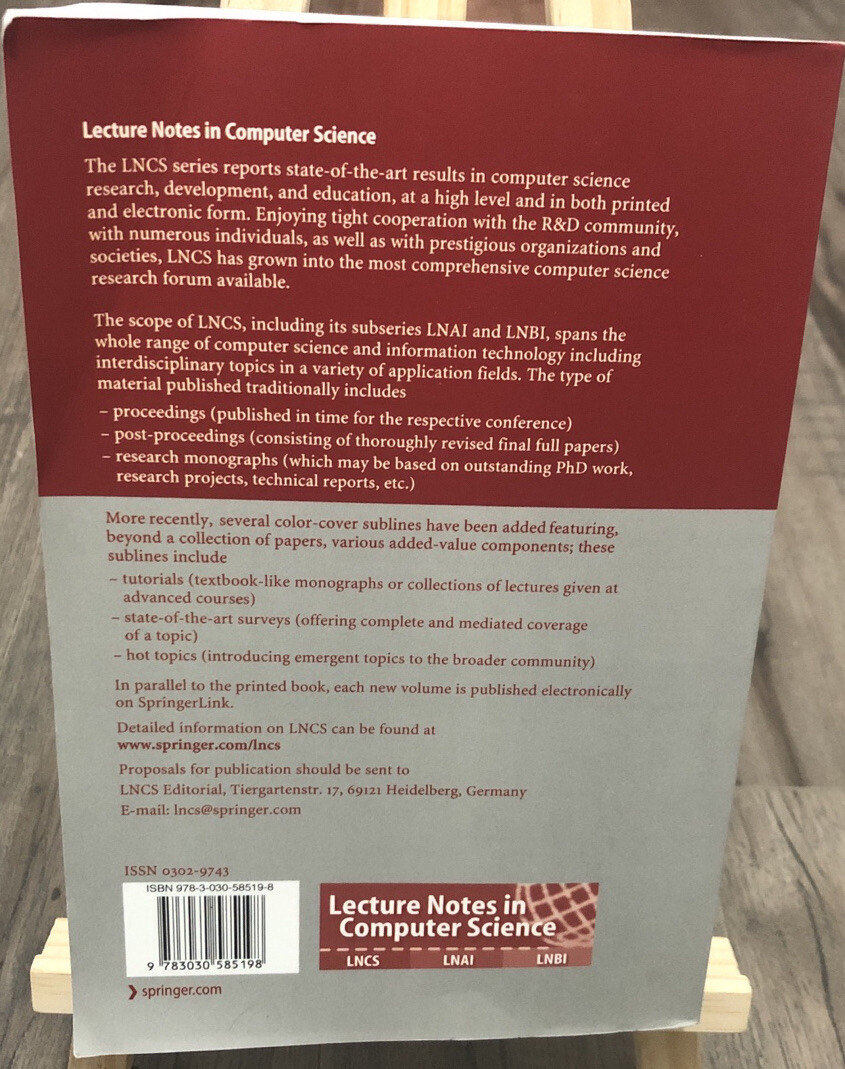 Lecture Notes in Computer Science
The LNCS series reports state-of-the-art results in computer science
research, development, and education, at a high level and in both printed
and electronic form. Enjoying tight cooperation with the R&D community,
with numerous individuals, as well as with prestigious organizations and
societies, LNCS has grown into the most comprehensive computer science
research forum available.
The scope of LNCS, including its subseries LNAI and LNBI, spans the
whole range of computer science and information technology including
interdisciplinary topics in a variety of application fields. The type of
material published traditionally includes
– proceedings (published in time for the respective conference)
– post-proceedings (consisting of thoroughly revised final full papers)
– research monographs (which may be based on outstanding PhD work,
research projects, technical reports, etc.)
More recently, several color-cover sublines have been added featuring,
beyond a collection of papers, various added-value components; these
sublines include
– tutorials (textbook-like monographs or collections of lectures given at
advanced courses)
– state-of-the-art surveys (offering complete and mediated coverage
of a topic)
– hot topics (introducing emergent topics to the broader community)
In parallel to the printed book, each new volume is published electronically
on SpringerLink.
Detailed information on LNCS can be found at
www.springer.com/lncs
Proposals for publication should be sent to
LNCS Editorial, Tiergartenstr. 17, 69121 Heidelberg, Germany
E-mail: lncs@springer.com
ISSN 0302-9743
ISBN 978-3-030-58519-8
9 783030 585198
Lecture Notes in
Computer Science
LNCS LNAI LNBI
springer.com